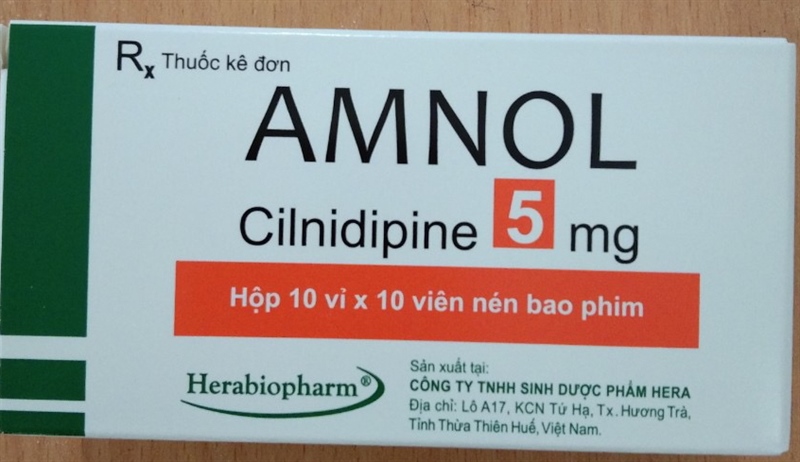 Rx Thuốc kê đơn
AMNOL
Cilnidipine 5 mg
Hộp 10 vỉ x 10 viên nén bao phim
Herabiopharm®
Sản xuất tại:
CÔNG TY TNHH SINH DƯỢC PHẨM HERA
Địa chỉ: Lô A17, KCN Tứ Hạ, Tx. Hương Trà,
Tỉnh Thừa Thiên Huế, Việt Nam.